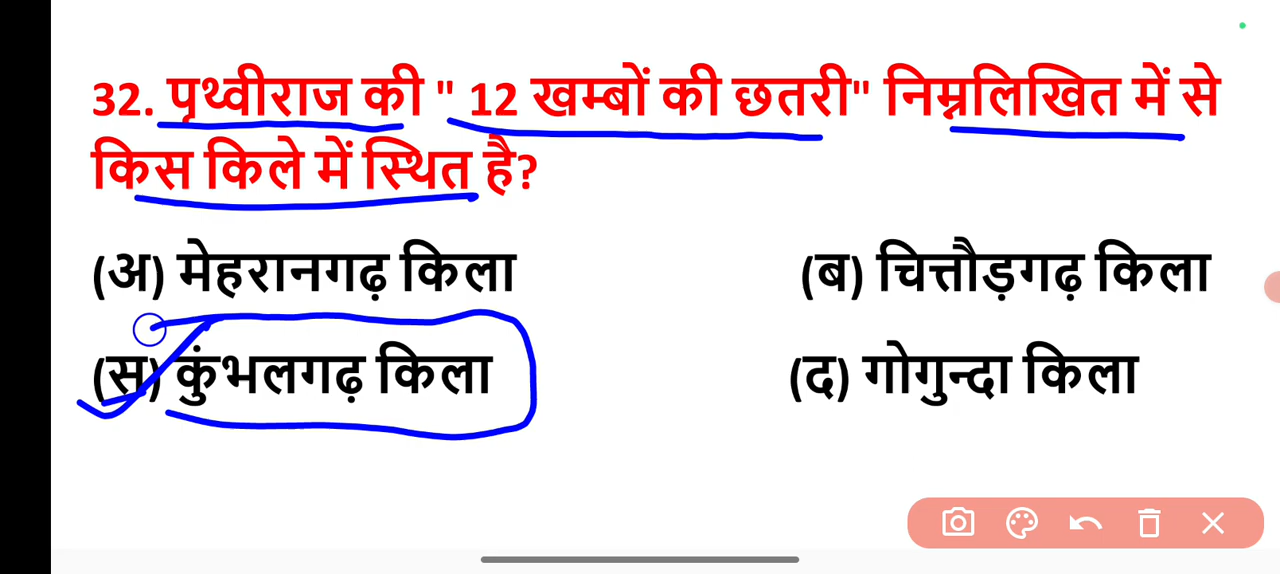 32. पृथ्वीराज की " 12 खम्बों की छतरी" निम्नलिखित में से
किस किले में स्थित है?
(अ) मेहरानगढ़ किला (ब) चित्तौड़गढ़ किला
(स) कुंभलगढ़ किला (द) गोगुन्दा किला